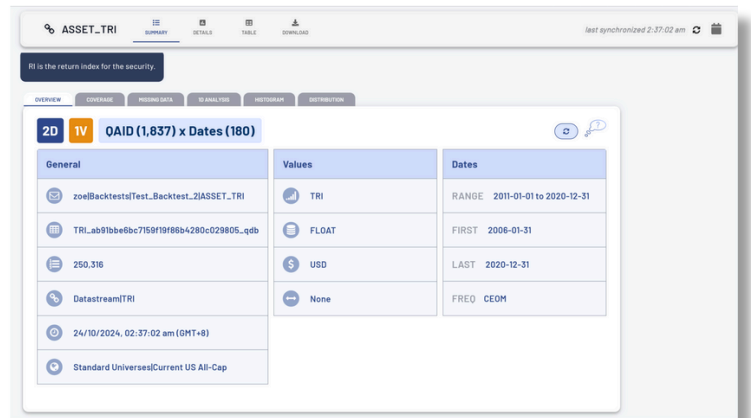 ASSET_TRI
SUMMARY
DETAILS
TABLE
DOWNLOAD
last synchronized 2:37:02 am
RI is the return index for the security.
OVERVIEW
COVERAGE
MISSING DATA
ID ANALYSIS
HISTOGRAM
DISTRIBUTION
2D 1V QAID (1,837) x Dates (180)
?
General
zoe|Backtests|Test_Backtest_2|ASSET_TRI
TRI_ab91bbe6bc7159f19f86b4280c029805_qdb
250,316
Datastream|TRI
24/10/2024, 02:37:02 am (GMT+8)
Standard Universes|Current US All-Cap
Values
TRI
FLOAT
$ USD
None
Dates
RANGE 2011-01-01 to 2020-12-31
FIRST 2006-01-31
LAST 2020-12-31
FREQ CEOM